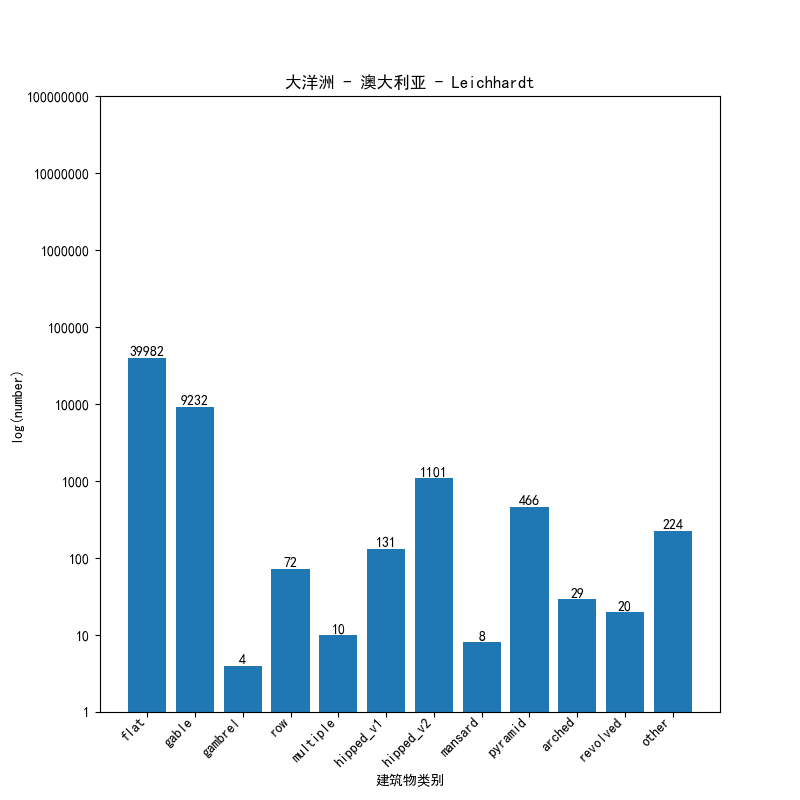 大洋洲 - 澳大利亚 - Leichhardt
100000000
10000000
1000000
100000
10000
1000
100
10
1
log(number)
39982
9232
4
72
10
131
1101
8
466
29
20
224
flat
gable
gambrel
row
multiple
hipped_v1
hipped_v2
mansard
pyramid
arched
revolved
other
建筑物类别